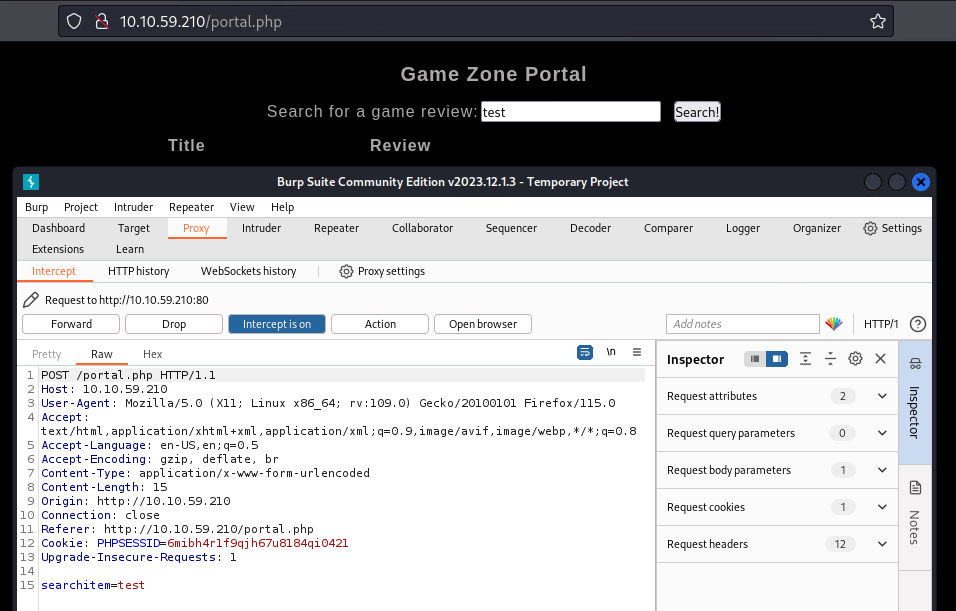 10.10.59.210/portal.php
Game Zone Portal
Search for a game review: test Search!
Title Review
Burp Suite Community Edition v2023.12.1.3 - Temporary Project
Burp Project Intruder Repeater View Help
Dashboard Target Proxy Intruder Repeater Collaborator Sequencer Decoder Comparer Logger Organizer Settings
Extensions Learn
Intercept HTTP history WebSockets history Proxy settings
Request to http://10.10.59.210:80
Forward Drop Intercept is on Action Open browser Add notes HTTP/1 ?
Pretty Raw Hex \n
1 POST /portal.php HTTP/1.1
2 Host: 10.10.59.210
3 User-Agent: Mozilla/5.0 (X11; Linux x86_64; rv:109.0) Gecko/20100101 Firefox/115.0
4 Accept:
text/html,application/xhtml+xml,application/xml;q=0.9,image/avif,image/webp,*/*;q=0.8
5 Accept-Language: en-US,en;q=0.5
6 Accept-Encoding: gzip, deflate, br
7 Content-Type: application/x-www-form-urlencoded
8 Content-Length: 15
9 Origin: http://10.10.59.210
10 Connection: close
11 Referer: http://10.10.59.210/portal.php
12 Cookie: PHPSESSID=6mibh4r1f9qjh67u8184qi0421
13 Upgrade-Insecure-Requests: 1
14
15 searchitem=test
Inspector
Request attributes 2
Request query parameters 0
Request body parameters 1
Request cookies 1
Request headers 12
Inspector
Notes